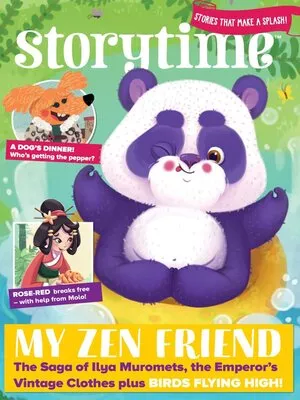 STORIES THAT MAKE A SPLASH!
storytime™
A DOG'S DINNER!
Who's getting the pepper?
ROSE-RED breaks free
– with help from Molo!
MY ZEN FRIEND
The Saga of Ilya Muromets, the Emperor's
Vintage Clothes plus BIRDS FLYING HIGH!